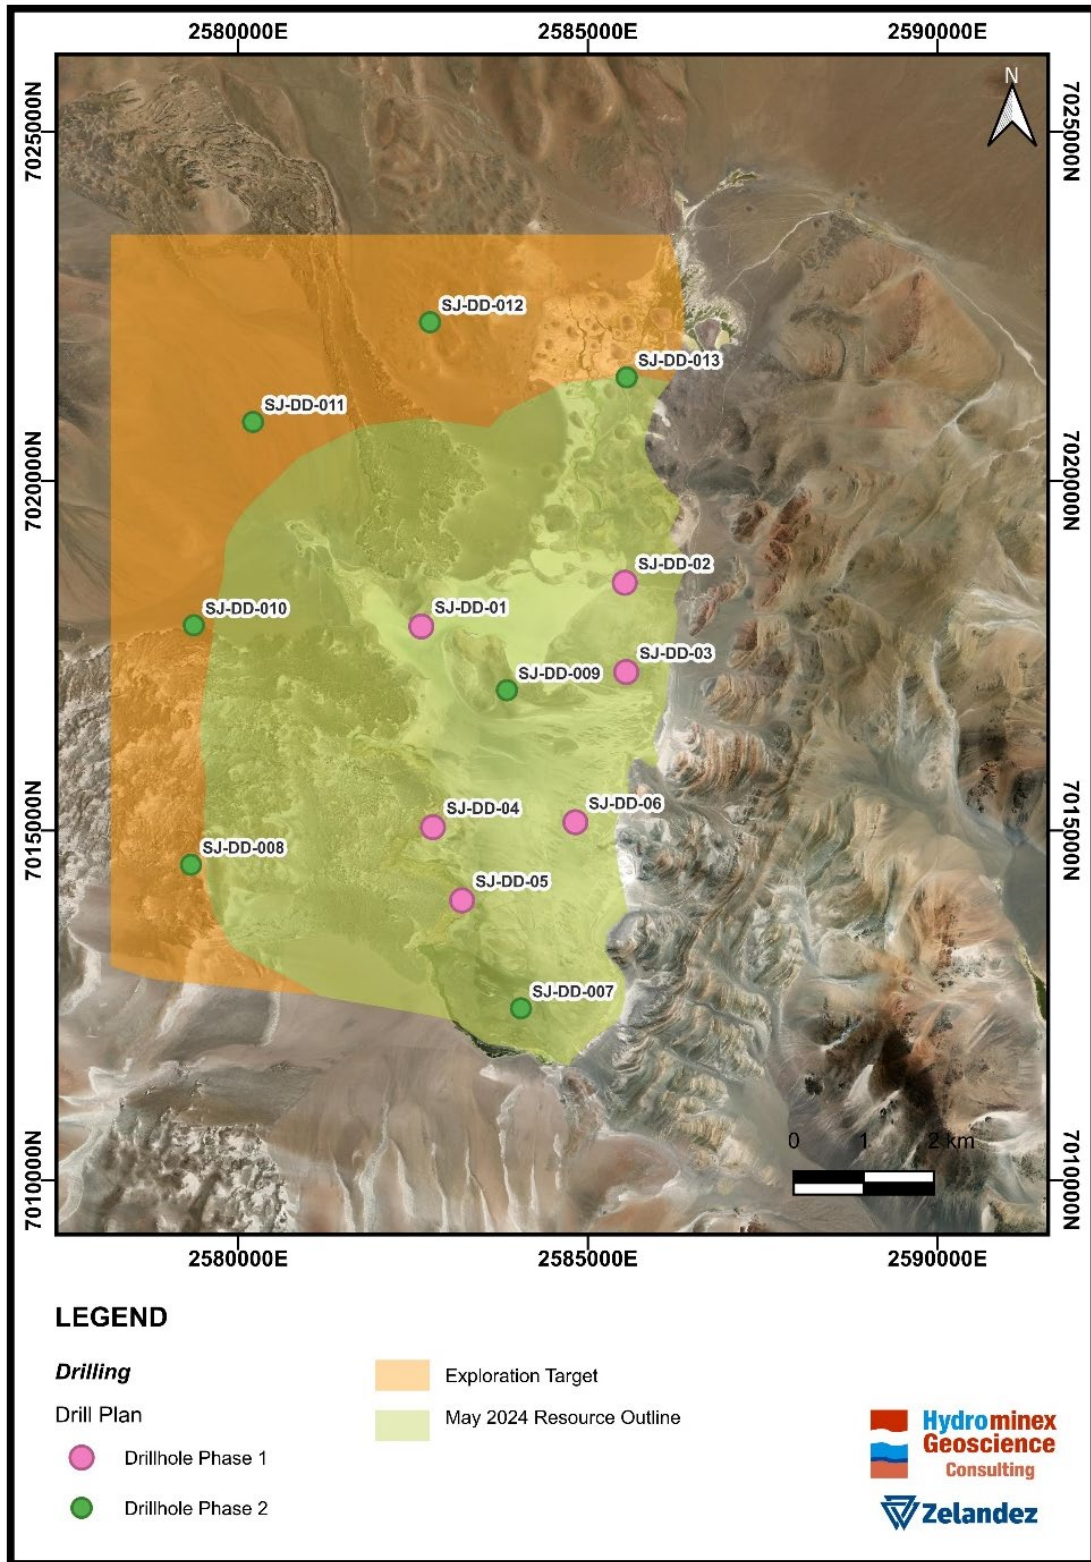 2580000E
2585000E
2590000E
7025000N
7025000N
N
SJ-DD-012
SJ-DD-013
SJ-DD-011
7020000N
7020000N
SJ-DD-02
SJ-DD-010
SJ-DD-01
SJ-DD-03
SJ-DD-009
SJ-DD-04
SJ-DD-06
7015000N
7015000N
SJ-DD-008
SJ-DD-05
SJ-DD-007
0 1 2 km
7010000N
7010000N
2580000E
2585000E
2590000E
LEGEND
Drilling
Drill Plan
Drillhole Phase 1
Drillhole Phase 2
Exploration Target
May 2024 Resource Outline
Hydrominex
Geoscience
Consulting
Zelandez